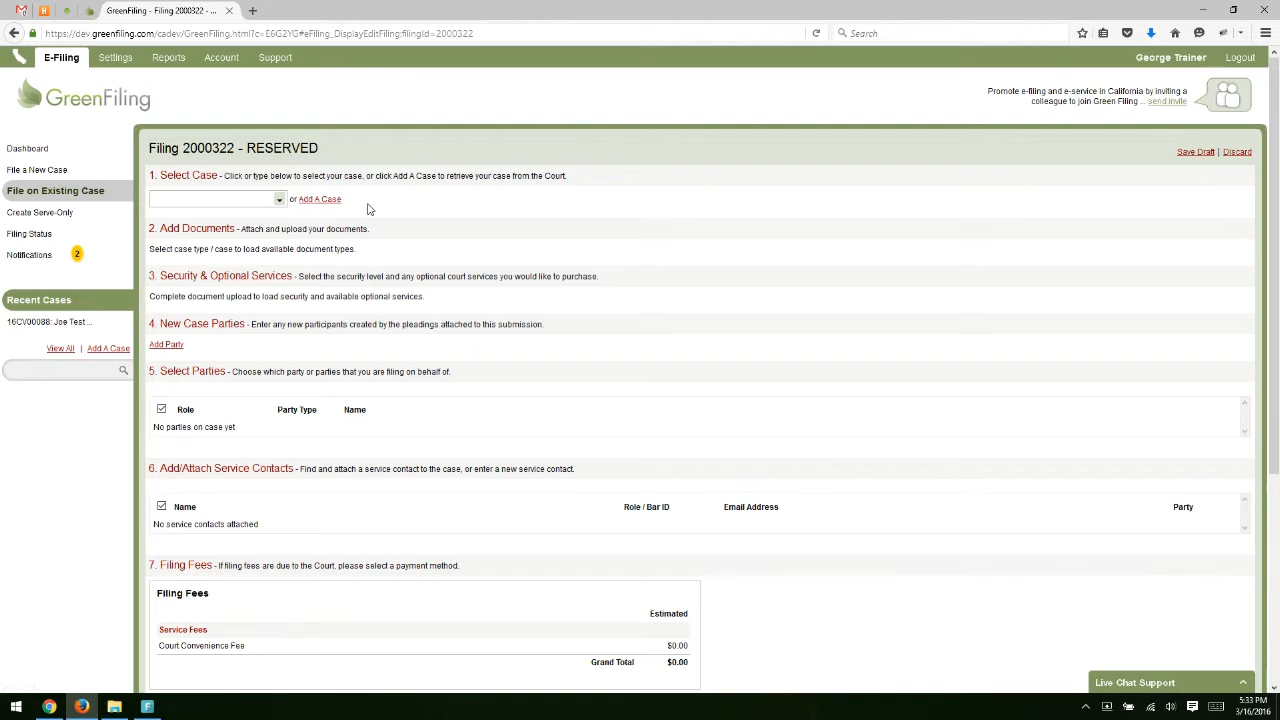 GreenFiling - 2000322 - ...
https://dev.greenfiling.com/cadev/GreenFiling.html?c=E6G2YG#eFiling_DisplayEditFiling:filingId=2000322
Search
E-Filing Settings Reports Account Support
George Trainer Logout
GreenFiling
Promote e-filing and e-service in California by inviting a
colleague to join Green Filing ... send invite
Dashboard
File a New Case
File on Existing Case
Create Serve-Only
Filing Status
Notifications 2
Recent Cases
16CV00088: Joe Test ...
View All | Add A Case
Filing 2000322 - RESERVED
Save Draft | Discard
1. Select Case - Click or type below to select your case, or click Add A Case to retrieve your case from the Court.
or Add A Case
2. Add Documents - Attach and upload your documents.
Select case type / case to load available document types.
3. Security & Optional Services - Select the security level and any optional court services you would like to purchase.
Complete document upload to load security and available optional services.
4. New Case Parties - Enter any new participants created by the pleadings attached to this submission.
Add Party
5. Select Parties - Choose which party or parties that you are filing on behalf of.
Role Party Type Name
No parties on case yet
6. Add/Attach Service Contacts - Find and attach a service contact to the case, or enter a new service contact.
Name Role / Bar ID Email Address Party
No service contacts attached
7. Filing Fees - If filing fees are due to the Court, please select a payment method.
Filing Fees
Estimated
Service Fees
Court Convenience Fee $0.00
Grand Total $0.00
Live Chat Support
5:33 PM
3/16/2016